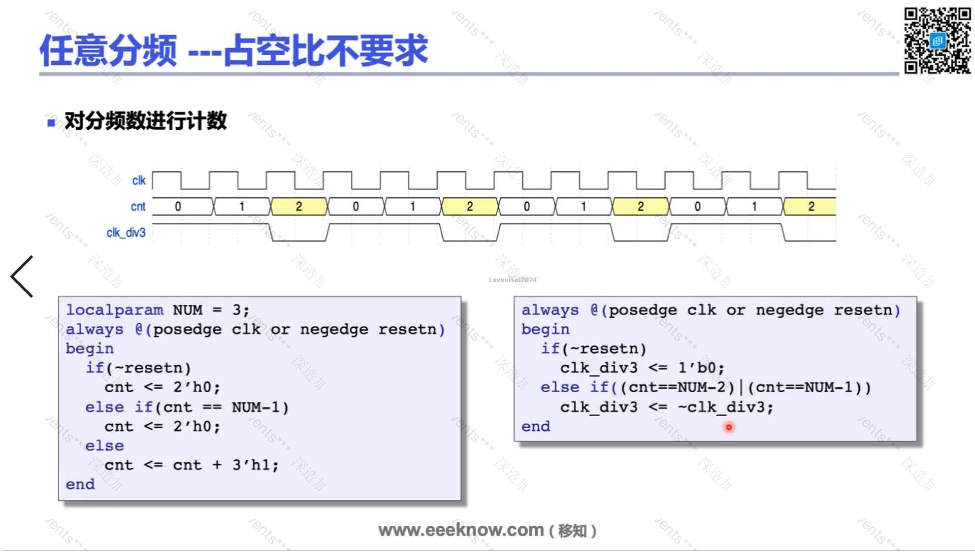 任意分频 ---占空比不要求
对分频数进行计数
clk
cnt 0 1 2 0 1 2 0 1 2 0 1 2
clk_div3
localparam NUM = 3;
always @(posedge clk or negedge resetn)
begin
if(~resetn)
cnt <= 2’h0;
else if(cnt == NUM-1)
cnt <= 2’h0;
else
cnt <= cnt + 3’h1;
end
always @(posedge clk or negedge resetn)
begin
if(~resetn)
clk_div3 <= 1’b0;
else if((cnt==NUM-2)|(cnt==NUM-1))
clk_div3 <= ~clk_div3;
end
www.eeeknow.com ( 移知 )